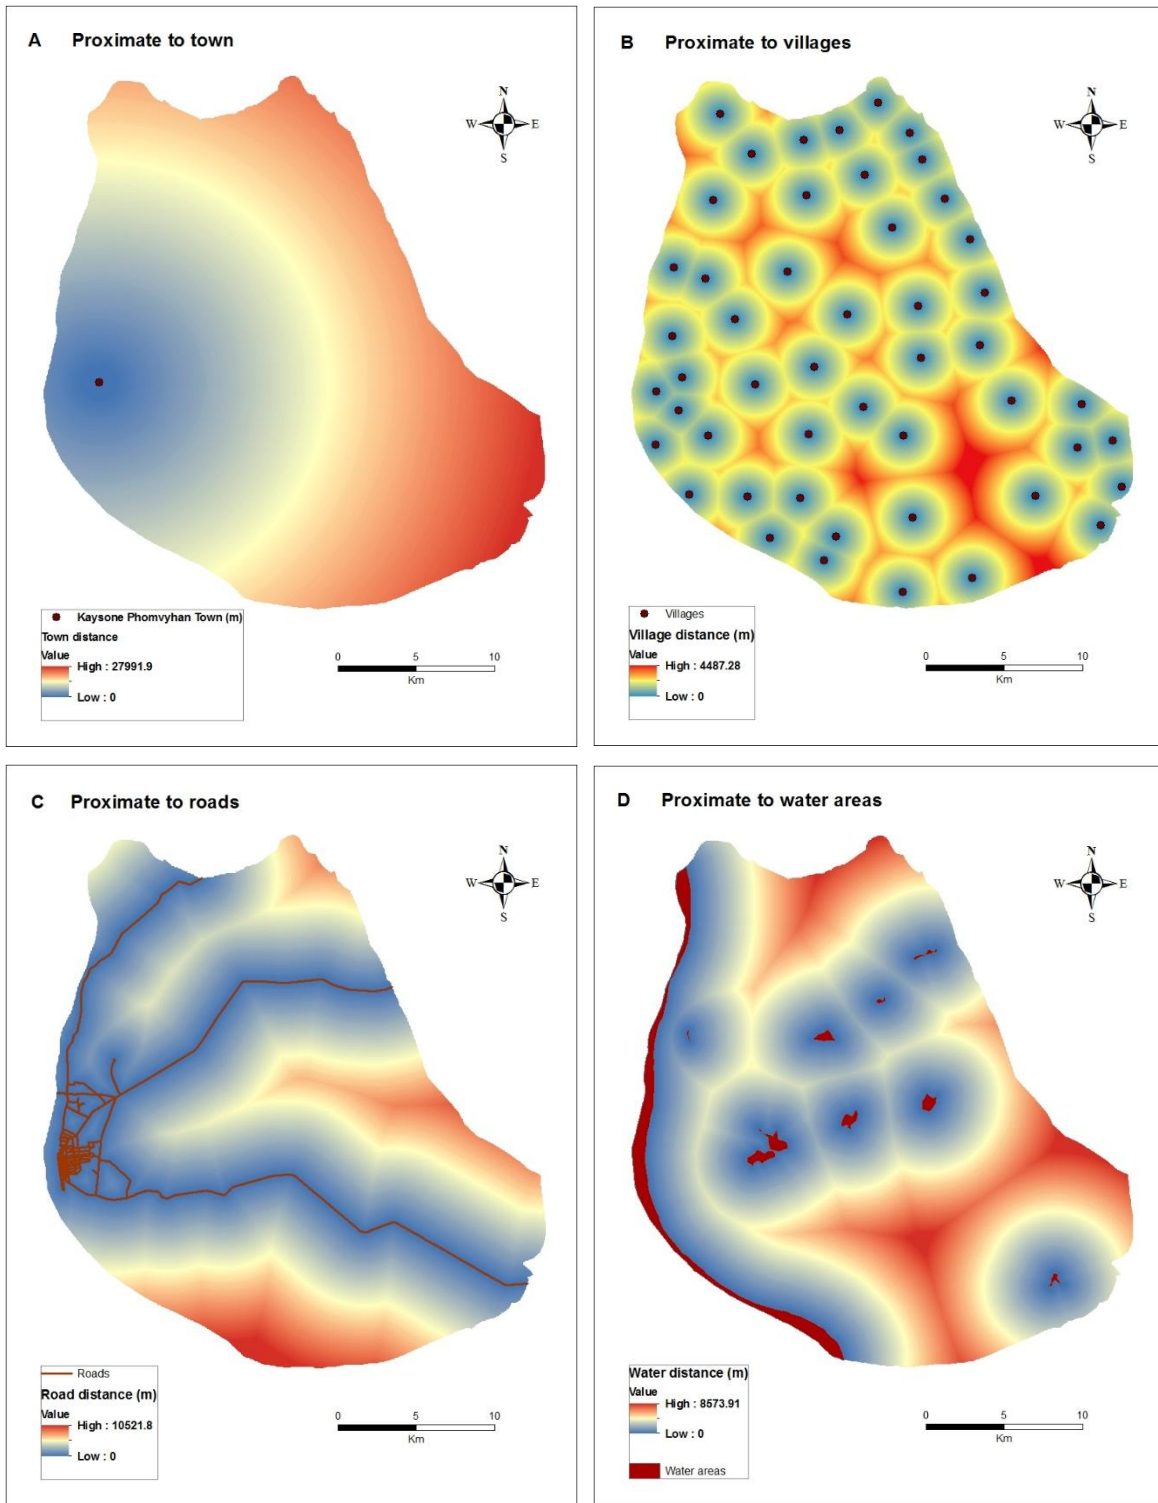 A Proximate to town
N
W E
S
Kaysone Phomvyhan Town (m)
Town distance
Value
High : 27991.9
Low : 0
0 5 10
Km
B Proximate to villages
N
W E
S
Villages
Village distance (m)
Value
High : 4487.28
Low : 0
0 5 10
Km
C Proximate to roads
N
W E
S
Roads
Road distance (m)
Value
High : 10521.8
Low : 0
0 5 10
Km
D Proximate to water areas
N
W E
S
Water distance (m)
Value
High : 8573.91
Low : 0
Water areas
0 5 10
Km